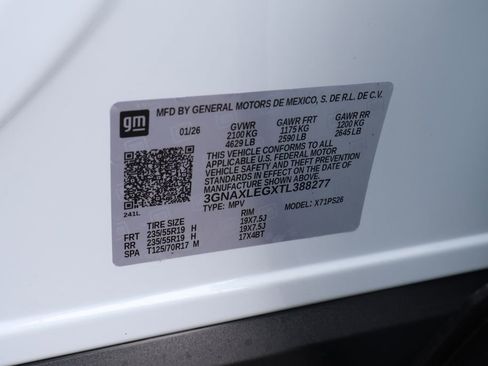 gm
MFD BY GENERAL MOTORS DE MEXICO, S. DE R.L. DE C.V.
01/26 GVWR GAWR FRT GAWR RR
2100 KG 1175 KG 1200 KG
4629 LB 2590 LB 2645 LB
THIS VEHICLE CONFORMS TO ALL
APPLICABLE U.S. FEDERAL MOTOR
VEHICLE SAFETY AND THEFT PREVENTION
STANDARDS IN EFFECT ON THE DATE OF
MANUFACTURE SHOWN ABOVE.
3GNAXLEGXTL388277
TYPE: MPV MODEL: X71PS26
241L
TIRE SIZE RIM
FRT 235/55R19 H 19X7.5J
RR 235/55R19 H 19X7.5J
SPA T125/70R17 M 17X4BT